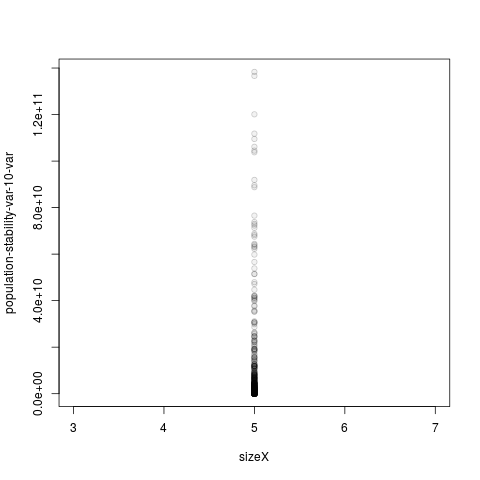 population-stability-var-10-var
1.2e+11
8.0e+10
4.0e+10
0.0e+00
3 4 5 6 7
sizeX